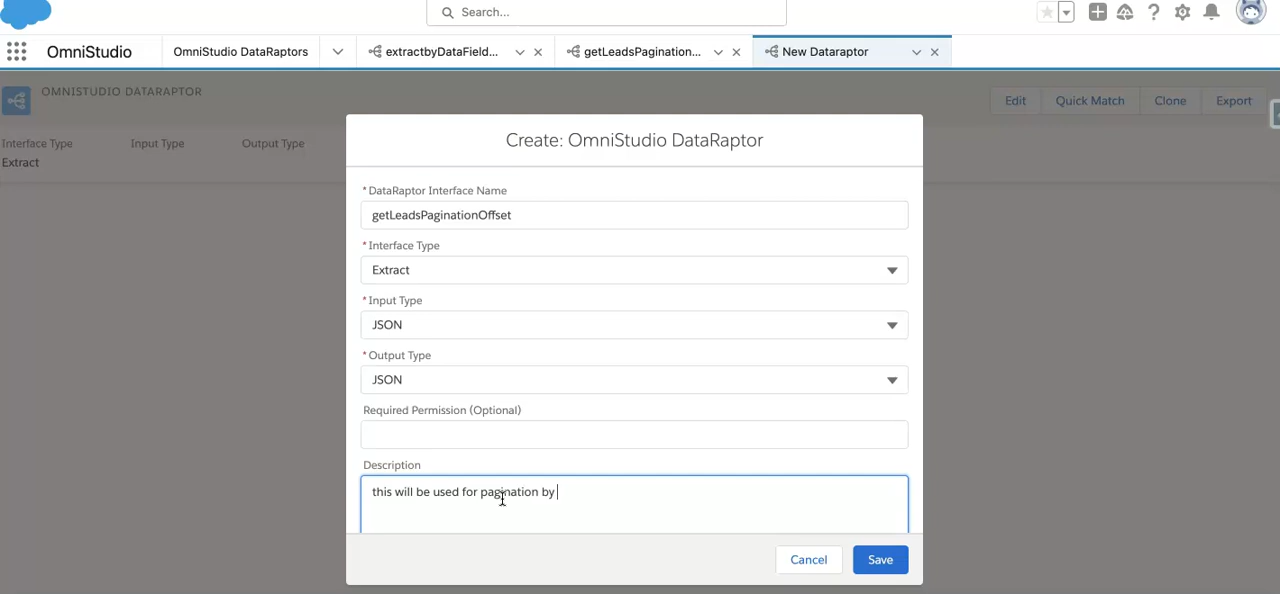 Search...
OmniStudio
OmniStudio DataRaptors
extractbyDataField...
getLeadsPagination...
New Dataraptor
OMNISTUDIO DATARAPTOR
Edit
Quick Match
Clone
Export
Interface Type
Input Type
Output Type
Extract
Create: OmniStudio DataRaptor
*DataRaptor Interface Name
getLeadsPaginationOffset
*Interface Type
Extract
*Input Type
JSON
*Output Type
JSON
Required Permission (Optional)
Description
this will be used for pagination by
Cancel
Save